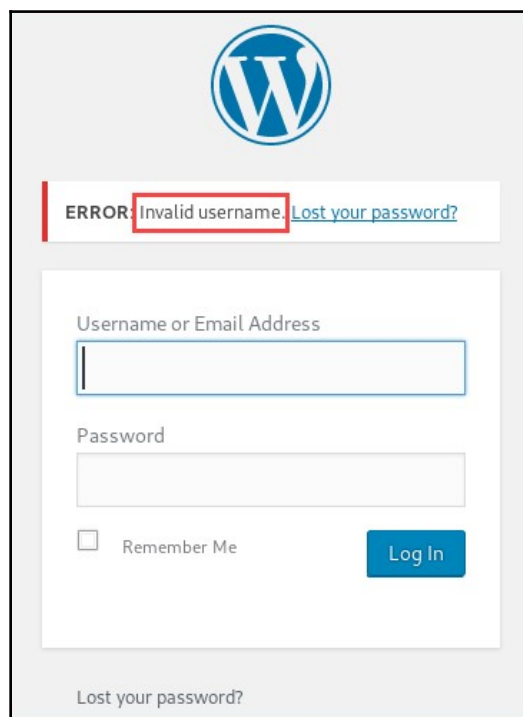 ERROR: Invalid username. Lost your password?
Username or Email Address
Password
Remember Me
Log In
Lost your password?